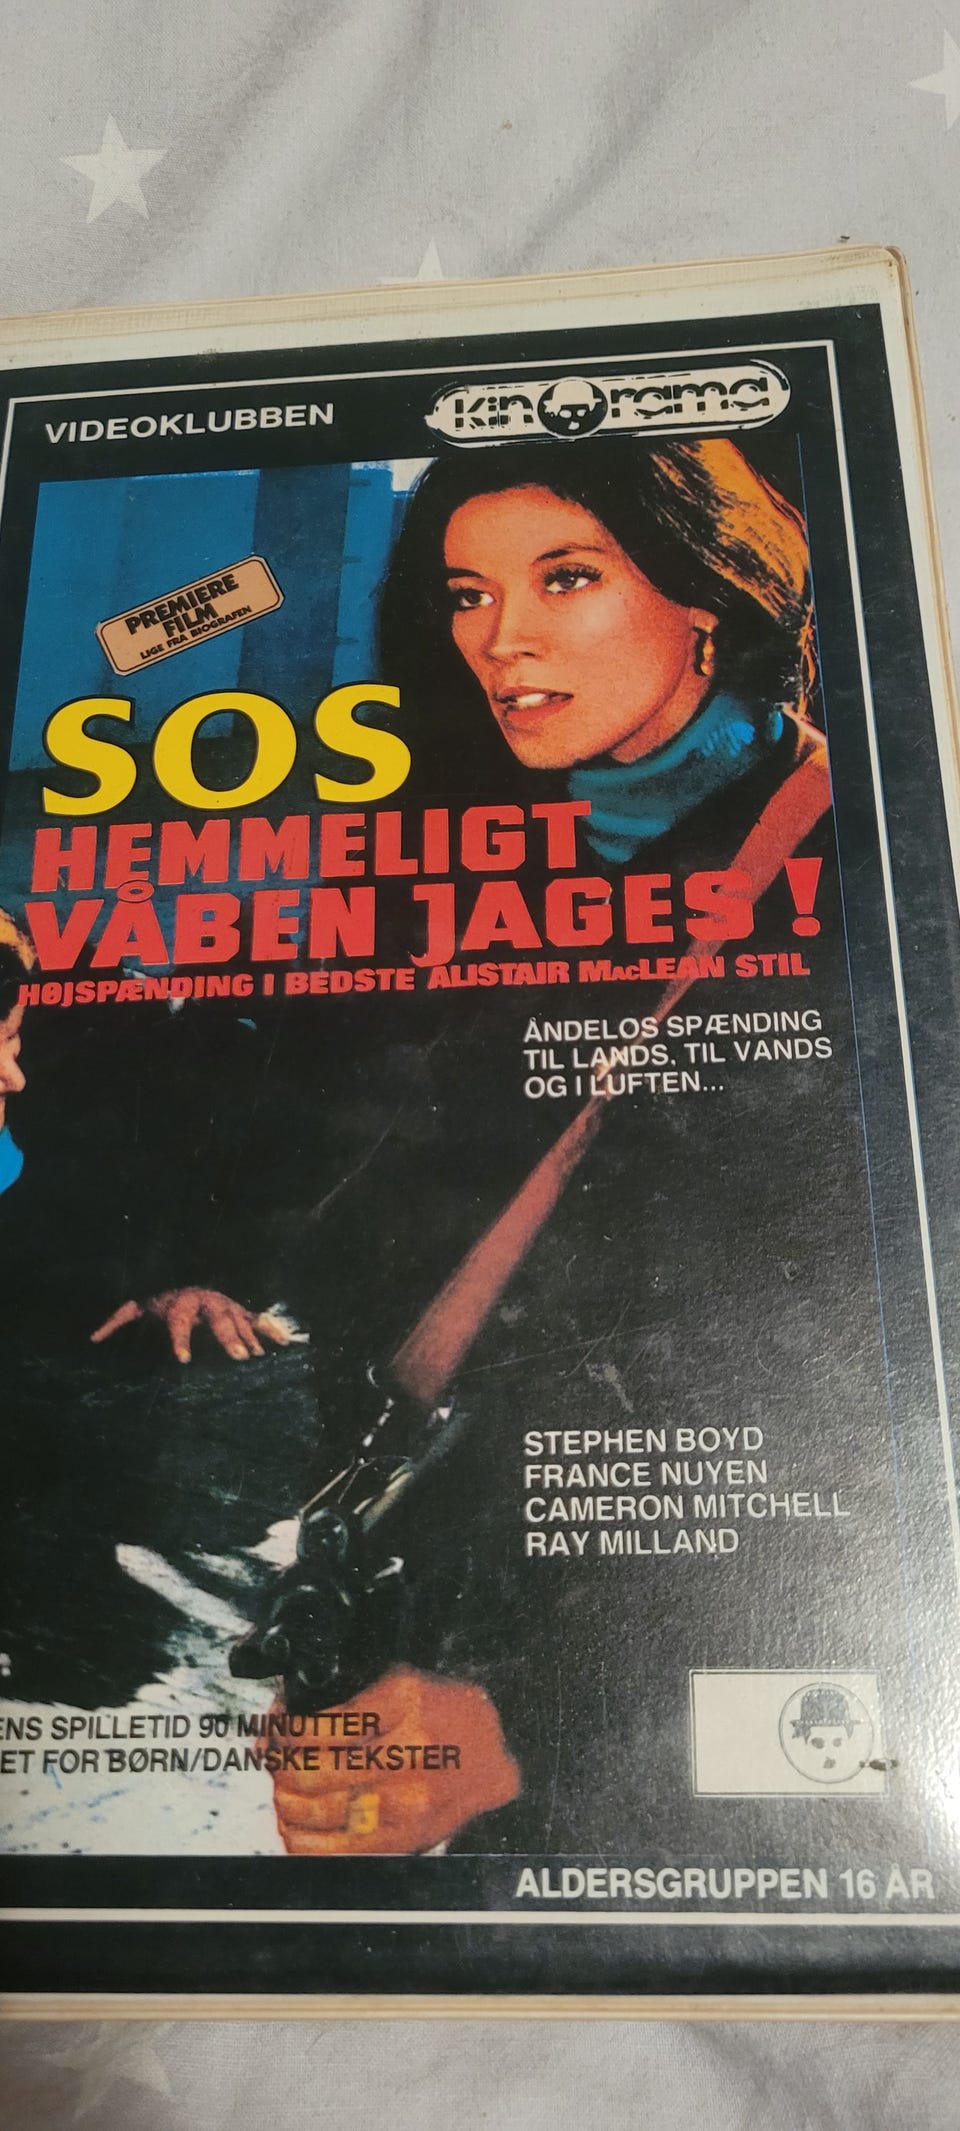 VIDEOKLUBBEN
kinorama
PREMIERE
FILM
LIGE FRA BIOGRAFEN
SOS
HEMMELIGT
VÅBEN JAGES !
HØJSPÆNDING I BEDSTE ALISTAIR MacLEAN STIL
ÅNDELØS SPÆNDING
TIL LANDS, TIL VANDS
OG I LUFTEN...
STEPHEN BOYD
FRANCE NUYEN
CAMERON MITCHELL
RAY MILLAND
ENS SPILLETID 90 MINUTTER
ET FOR BØRN/DANSKE TEKSTER
ALDERSGRUPPEN 16 ÅR